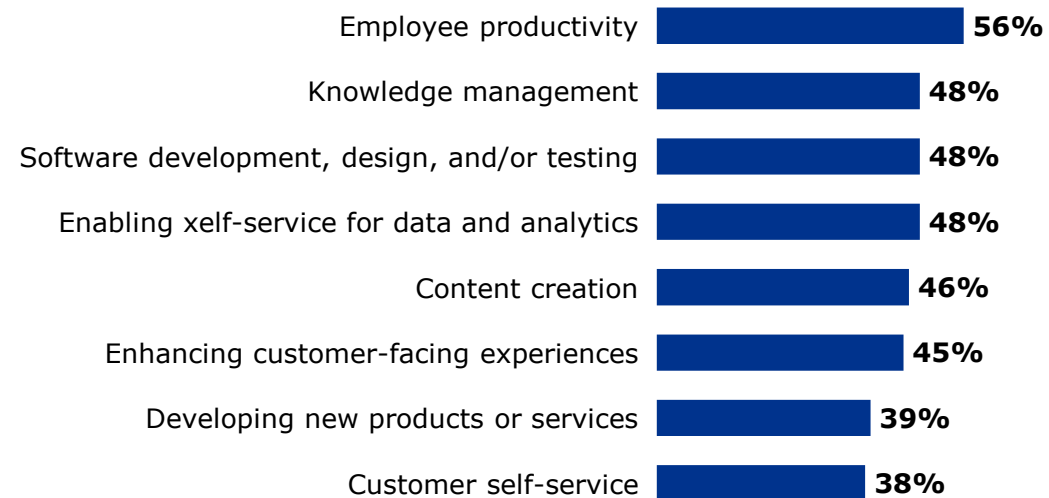 Employee productivity 56%
Knowledge management 48%
Software development, design, and/or testing 48%
Enabling xelf-service for data and analytics 48%
Content creation 46%
Enhancing customer-facing experiences 45%
Developing new products or services 39%
Customer self-service 38%